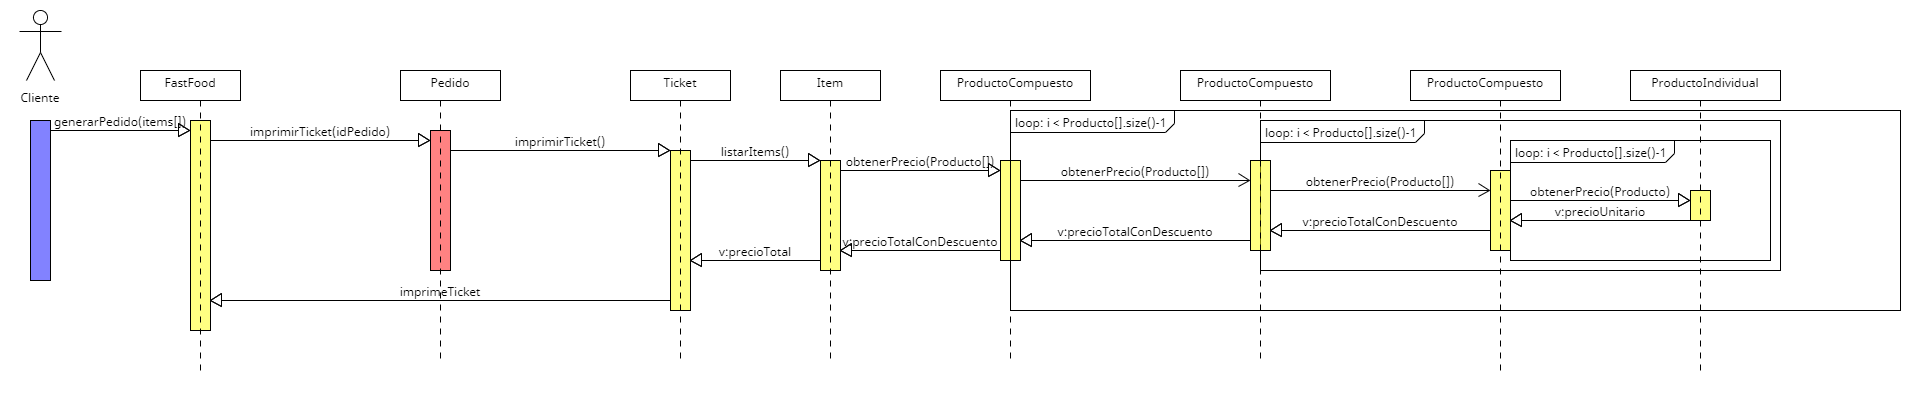 Cliente
FastFood
Pedido
Ticket
Item
ProductoCompuesto
ProductoCompuesto
ProductoCompuesto
ProductoIndividual
generarPedido(items[])
imprimirTicket(idPedido)
imprimirTicket()
listarItems()
obtenerPrecio(Producto[])
loop: i < Producto[].size()-1
obtenerPrecio(Producto[])
loop: i < Producto[].size()-1
obtenerPrecio(Producto[])
loop: i < Producto[].size()-1
obtenerPrecio(Producto)
v:precioUnitario
v:precioTotalConDescuento
v:precioTotalConDescuento
v:precioTotalConDescuento
v:precioTotal
imprimeTicket